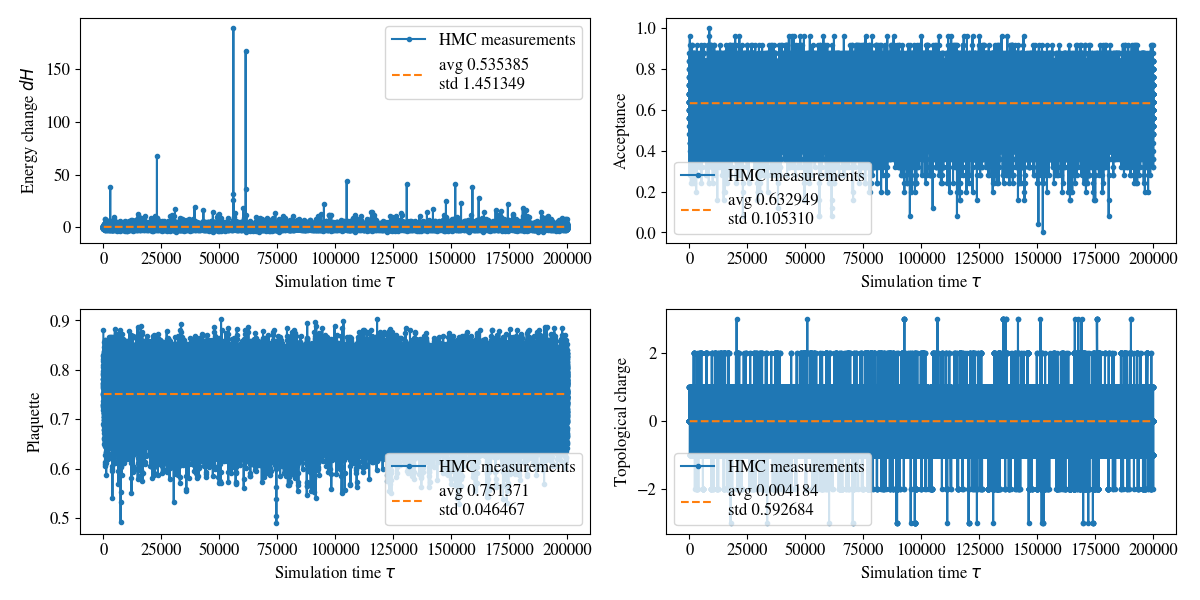 Energy change dH
150
100
50
0
HMC measurements
avg 0.535385
std 1.451349
0 25000 50000 75000 100000 125000 150000 175000 200000
Simulation time τ
Acceptance
1.0
0.8
0.6
0.4
0.2
0.0
HMC measurements
avg 0.632949
std 0.105310
0 25000 50000 75000 100000 125000 150000 175000 200000
Simulation time τ
Plaquette
0.9
0.8
0.7
0.6
0.5
HMC measurements
avg 0.751371
std 0.046467
0 25000 50000 75000 100000 125000 150000 175000 200000
Simulation time τ
Topological charge
2
0
−2
HMC measurements
avg 0.004184
std 0.592684
0 25000 50000 75000 100000 125000 150000 175000 200000
Simulation time τ